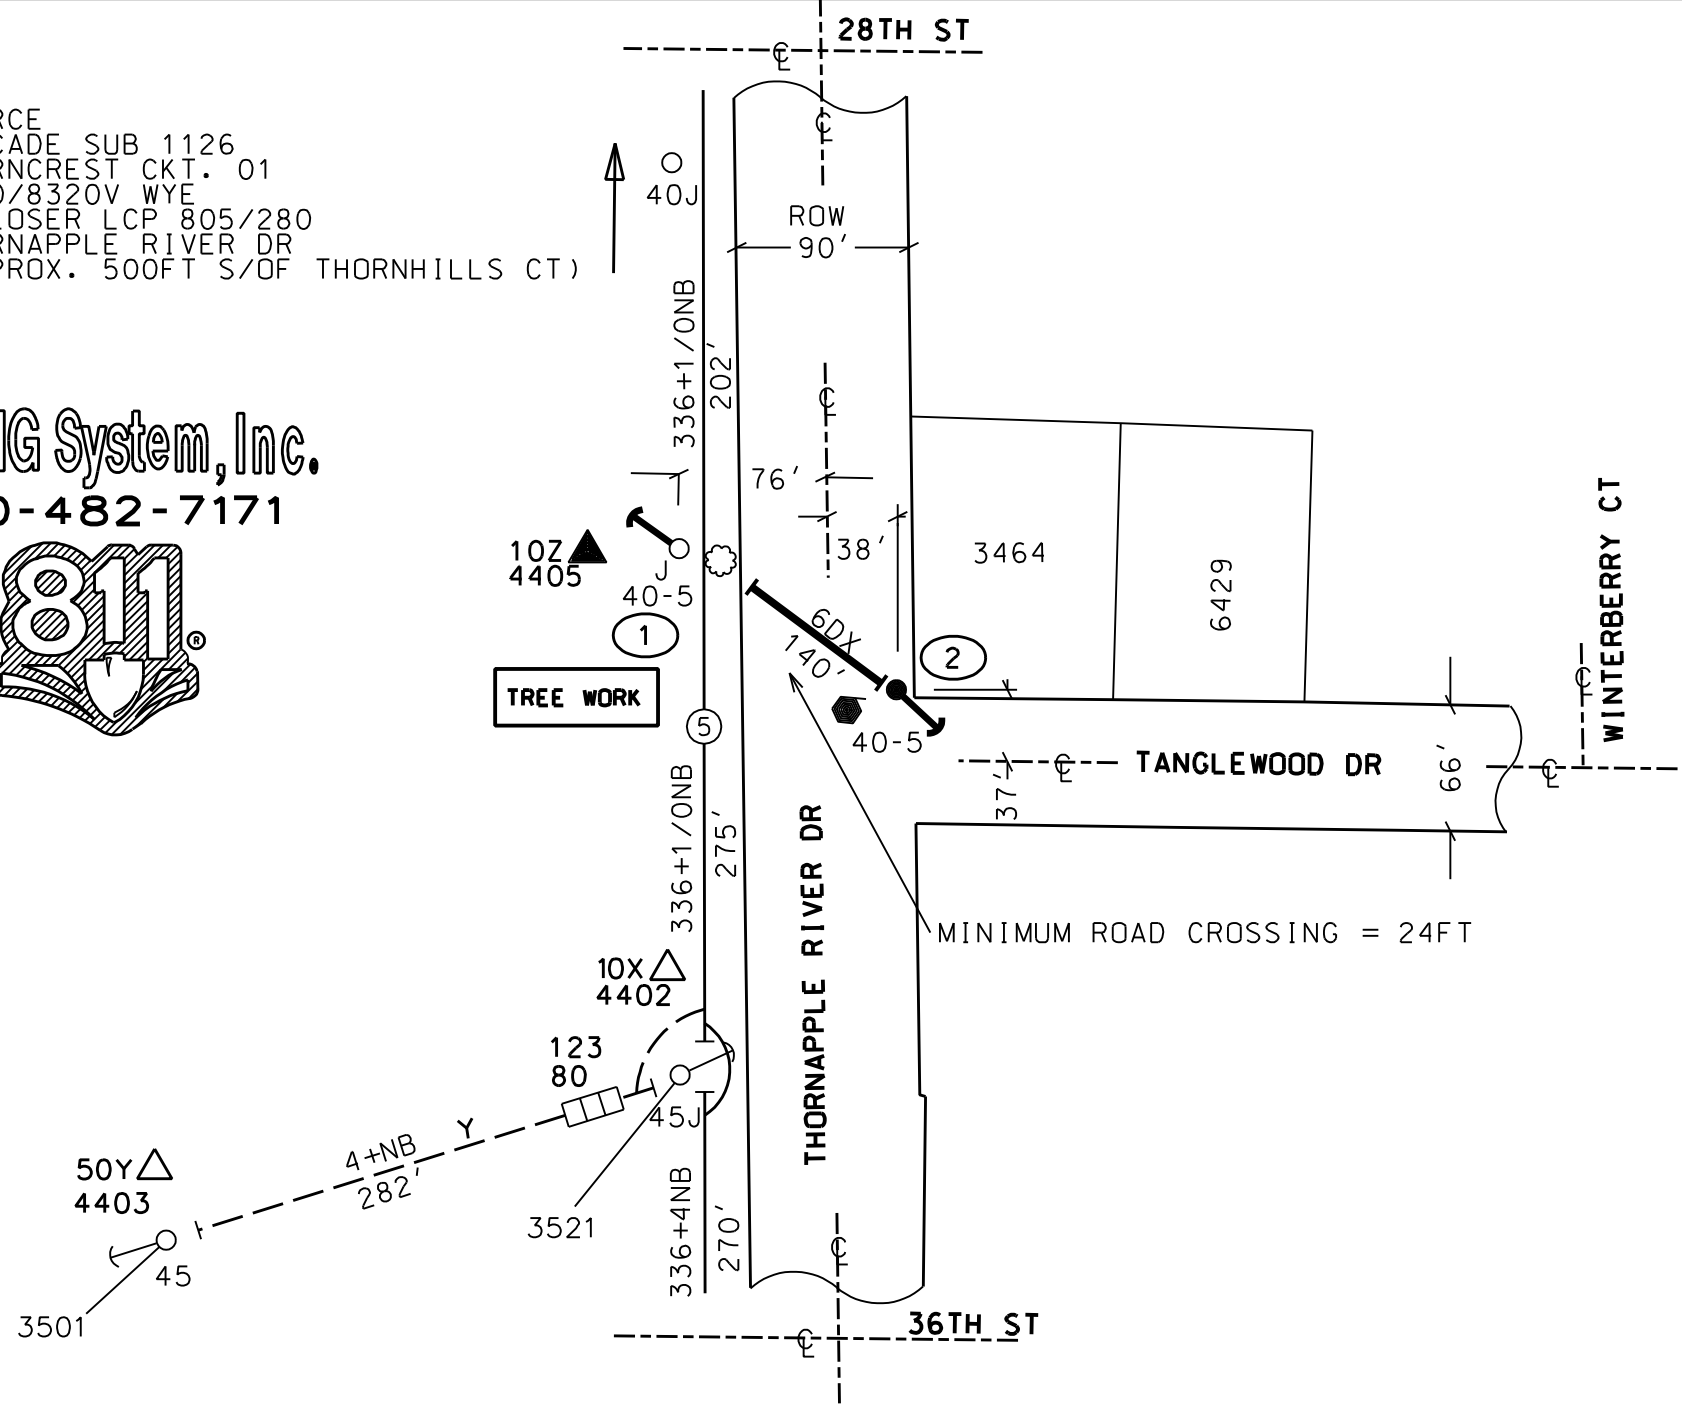 28TH ST
RCE
CADE SUB 1126
RNCREST CKT. 01
0/8320V WYE
LOSER LCP 805/280
RNAPPLE RIVER DR
PROX. 500FT S/OF THORNHILLS CT)
40J
ROW
90'
336+1/0NB
202'
NG System, Inc.
0-482-7171
811
®
76'
38'
10Z
4405
J
40-5
1
TREE WORK
6DX
140'
2
40-5
3464
6429
WINTERBERRY CT
TANGLEWOOD DR
66'
37'
5
336+1/0NB
275'
THORNAPPLE RIVER DR
MINIMUM ROAD CROSSING = 24FT
10X
4402
123
80
45J
Y
4+NB
282'
50Y
4403
45
3501
3521
336+4NB
270'
36TH ST